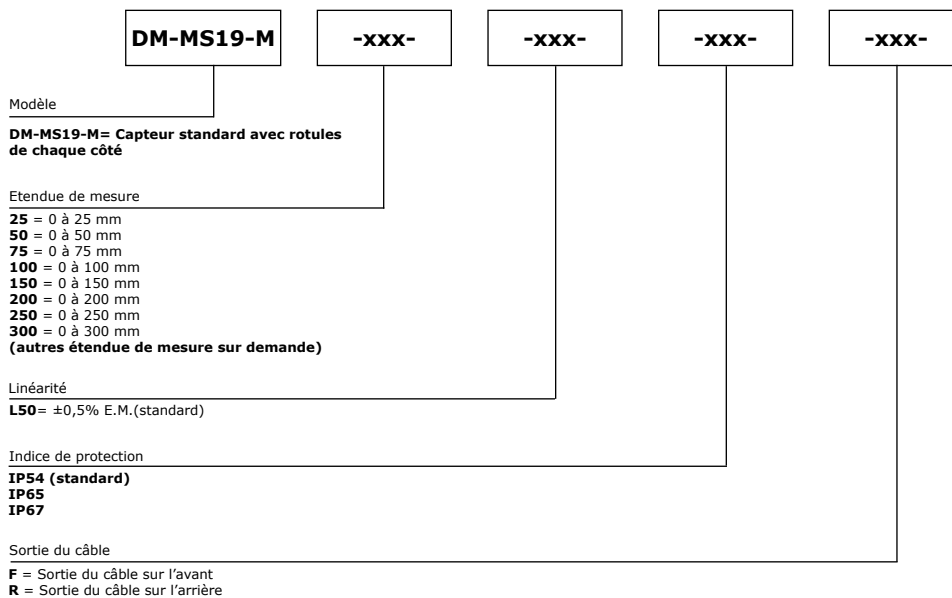 DM-MS19-M -xxx- -xxx- -xxx- -xxx-
Modèle
DM-MS19-M= Capteur standard avec rotules
de chaque côté
Etendue de mesure
25 = 0 à 25 mm
50 = 0 à 50 mm
75 = 0 à 75 mm
100 = 0 à 100 mm
150 = 0 à 150 mm
200 = 0 à 200 mm
250 = 0 à 250 mm
300 = 0 à 300 mm
(autres étendue de mesure sur demande)
Linéarité
L50= ±0,5% E.M.(standard)
Indice de protection
IP54 (standard)
IP65
IP67
Sortie du câble
F = Sortie du câble sur l'avant
R = Sortie du câble sur l'arrière